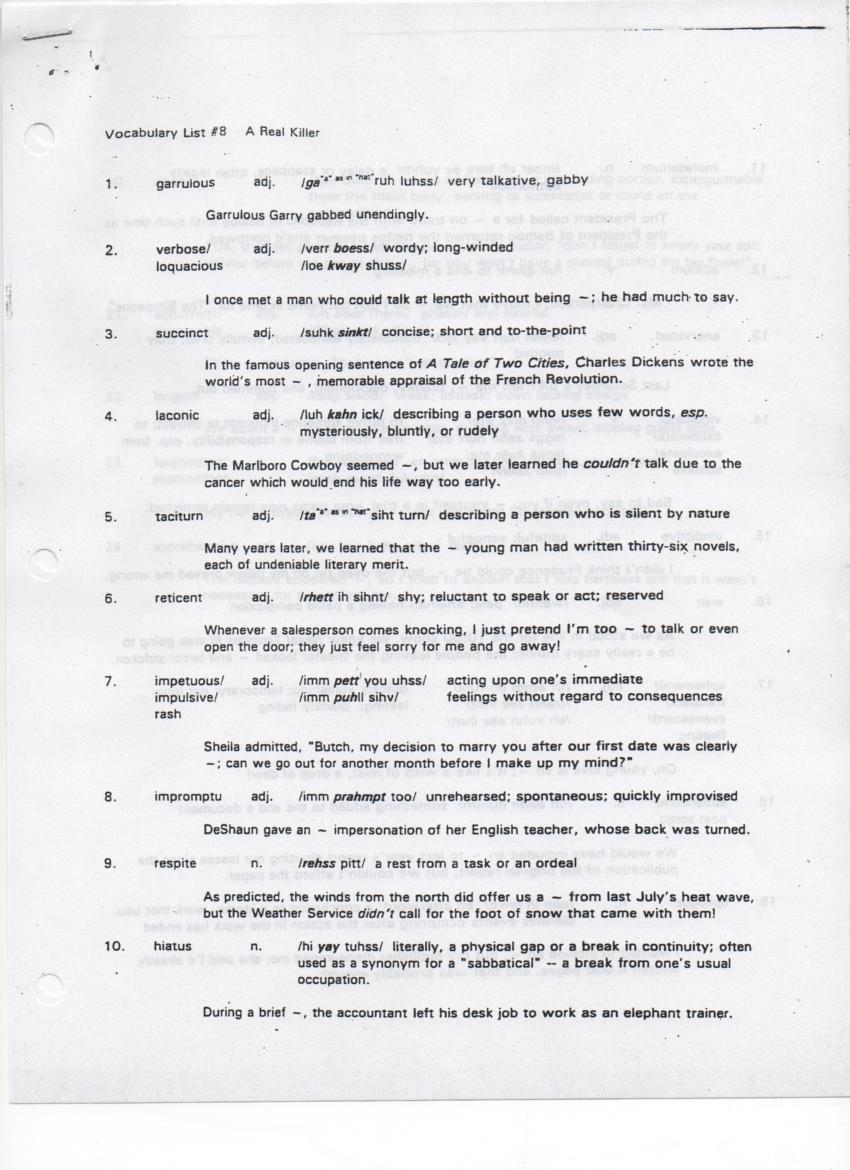 Vocabulary List #8 A Real Killer
1. garrulous adj. /ga"a" as in "hat"ruh luhss/ very talkative, gabby
Garrulous Garry gabbed unendingly.
2. verbose/ adj. /verr boess/ wordy; long-winded
loquacious adj. /loe kway shuss/
I once met a man who could talk at length without being ~; he had much to say.
3. succinct adj. /suhk sinkt/ concise; short and to-the-point
In the famous opening sentence of A Tale of Two Cities, Charles Dickens wrote the
world's most ~ , memorable appraisal of the French Revolution.
4. laconic adj. /luh kahn ick/ describing a person who uses few words, esp.
mysteriously, bluntly, or rudely
The Marlboro Cowboy seemed ~, but we later learned he couldn't talk due to the
cancer which would end his life way too early.
5. taciturn adj. /ta"a" as in "hat"siht turn/ describing a person who is silent by nature
Many years later, we learned that the ~ young man had written thirty-six novels,
each of undeniable literary merit.
6. reticent adj. /rhett ih sihnt/ shy; reluctant to speak or act; reserved
Whenever a salesperson comes knocking, I just pretend I'm too ~ to talk or even
open the door; they just feel sorry for me and go away!
7. impetuous/ adj. /imm pett you uhss/ acting upon one's immediate
impulsive/ /imm puhll sihv/ feelings without regard to consequences
rash
Sheila admitted, "Butch, my decision to marry you after our first date was clearly
~; can we go out for another month before I make up my mind?"
8. impromptu adj. /imm prahmpt too/ unrehearsed; spontaneous; quickly improvised
DeShaun gave an ~ impersonation of her English teacher, whose back was turned.
9. respite n. /rehss pitt/ a rest from a task or an ordeal
As predicted, the winds from the north did offer us a ~ from last July's heat wave,
but the Weather Service didn't call for the foot of snow that came with them!
10. hiatus n. /hi yay tuhss/ literally, a physical gap or a break in continuity; often
used as a synonym for a "sabbatical" -- a break from one's usual
occupation.
During a brief ~, the accountant left his desk job to work as an elephant trainer.